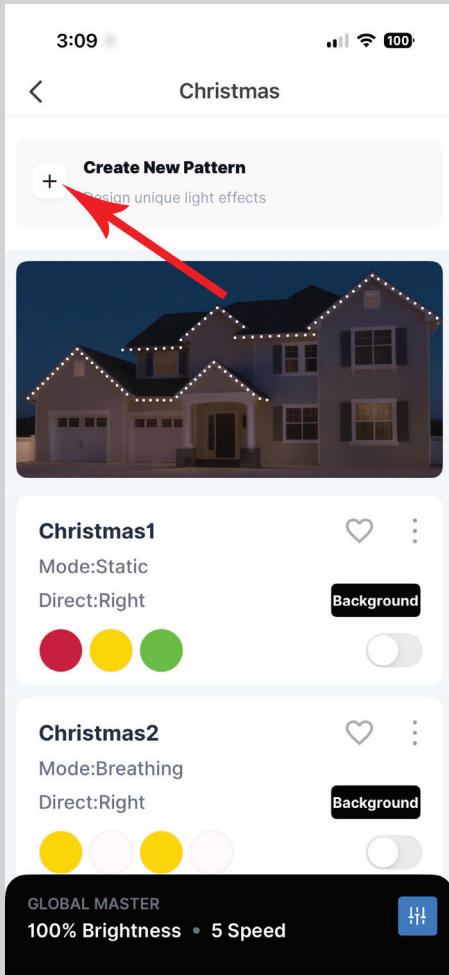 3:09
100
Christmas
Create New Pattern
Design unique light effects
Christmas1
Mode:Static
Direct:Right
Background
Christmas2
Mode:Breathing
Direct:Right
Background
GLOBAL MASTER
100% Brightness • 5 Speed